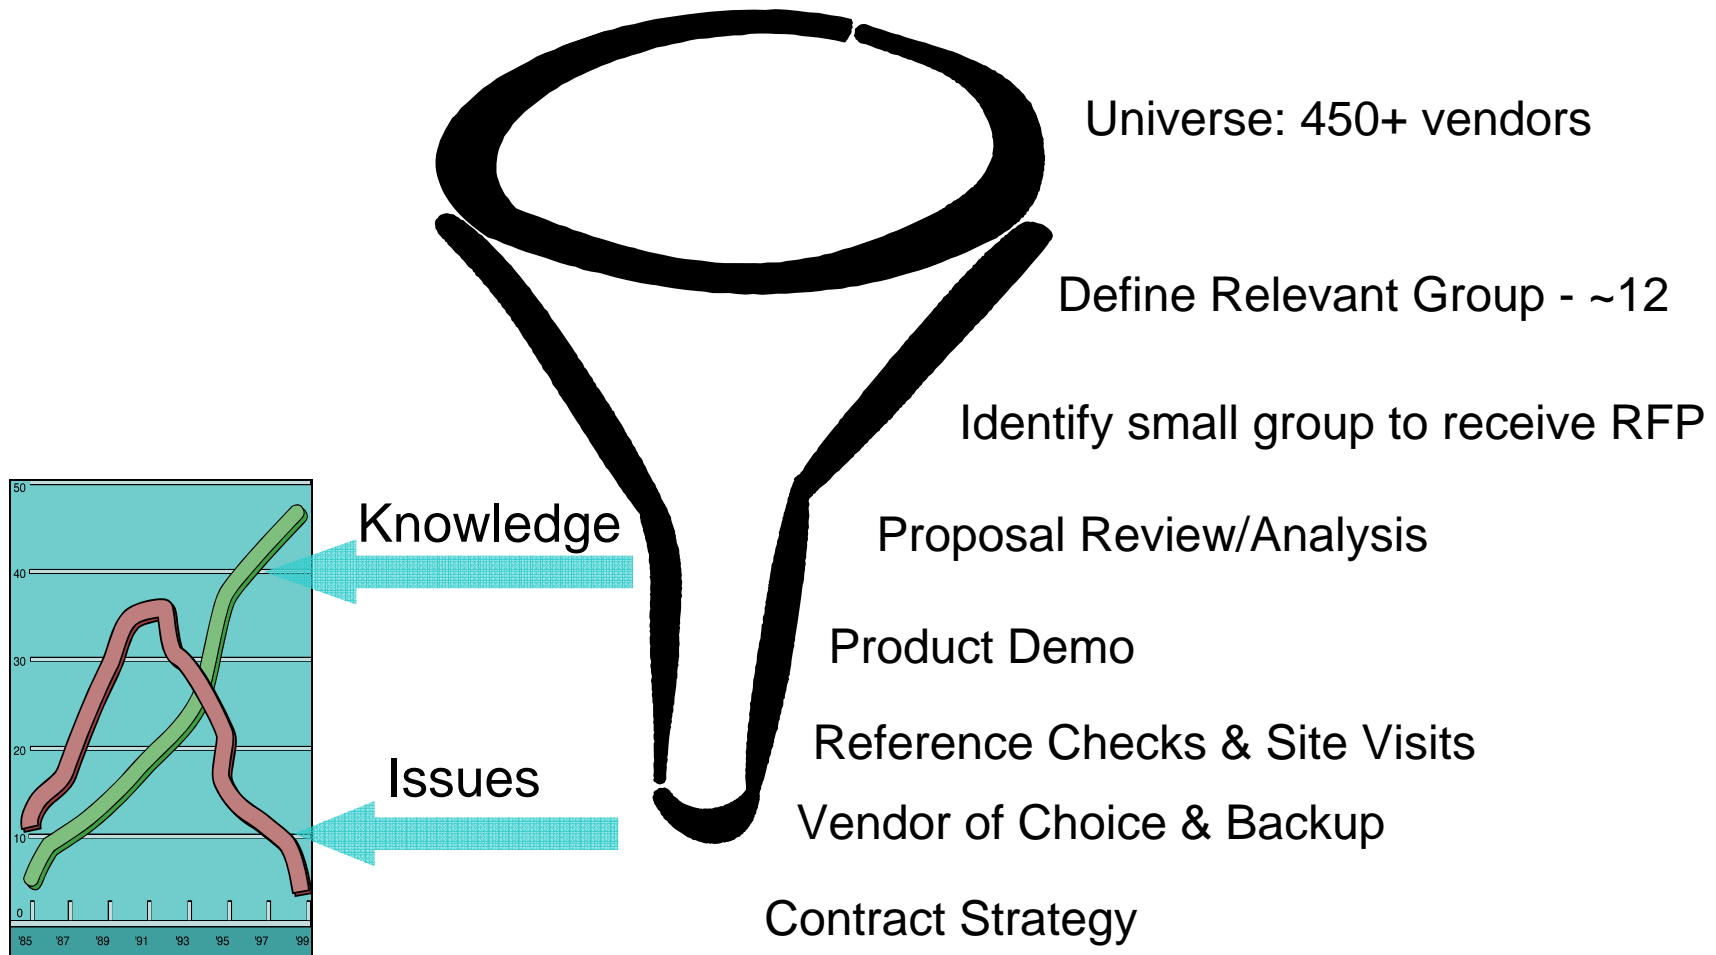 Universe: 450+ vendors
Define Relevant Group - ~12
Identify small group to receive RFP
Proposal Review/Analysis
Product Demo
Reference Checks & Site Visits
Vendor of Choice & Backup
Contract Strategy
Knowledge
Issues
50
40
30
20
10
0
'85 '87 '89 '91 '93 '95 '97 '99